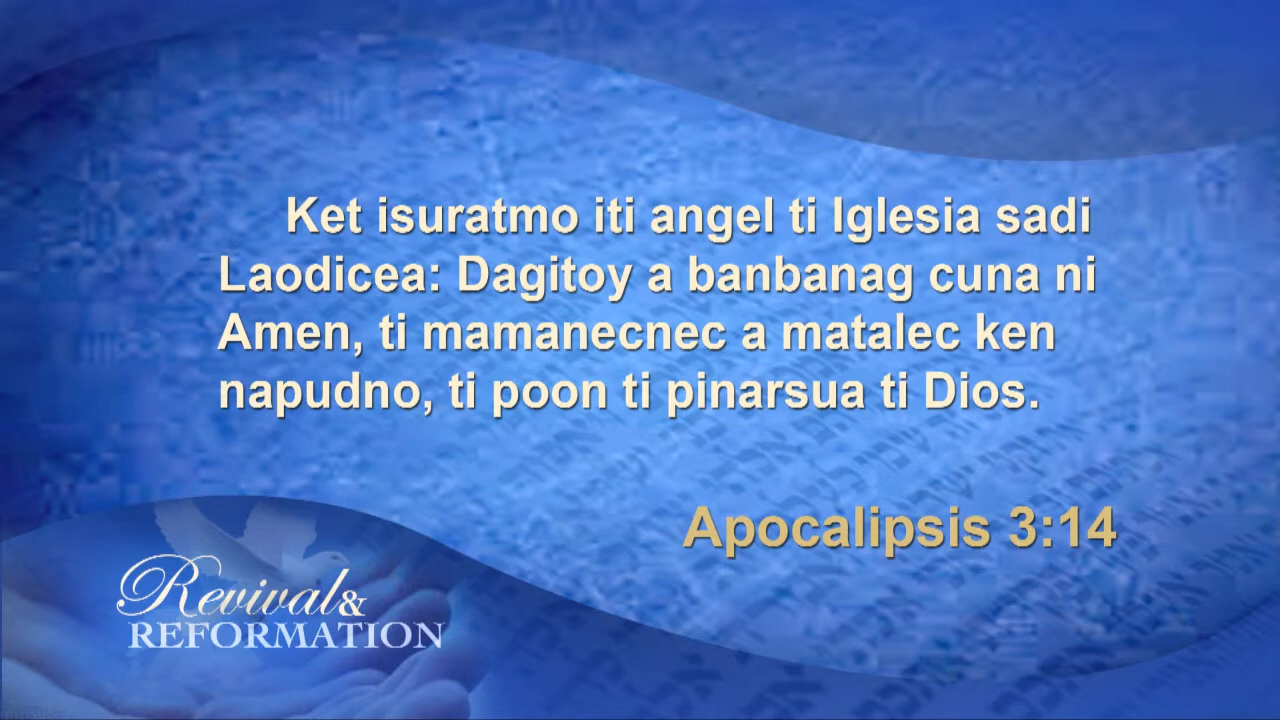 Ket isuratmo iti angel ti Iglesia sadi
Laodicea: Dagitoy a banbanag cuna ni
Amen, ti mamanecnec a matalec ken
napudno, ti poon ti pinarsua ti Dios.
Apocalipsis 3:14
Revival&
REFORMATION